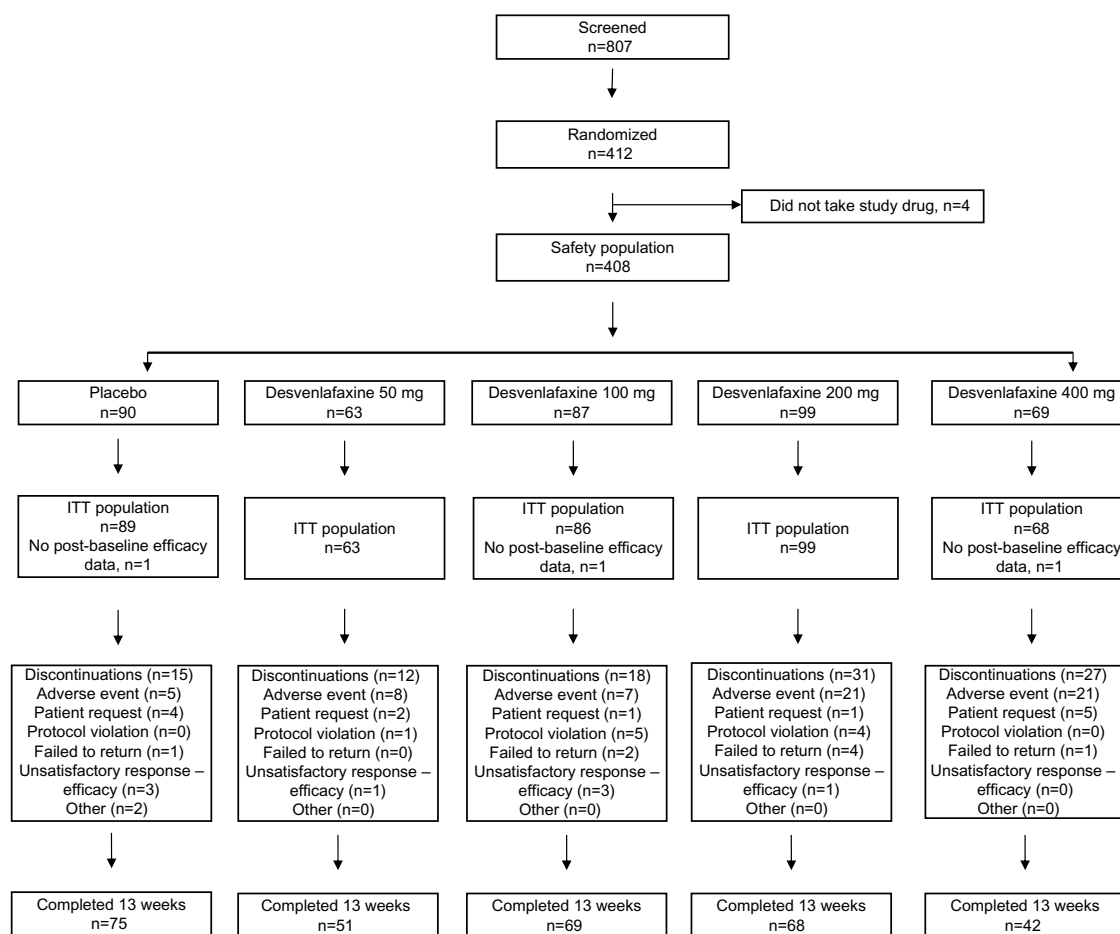 Screened
n=807
Randomized
n=412
Did not take study drug, n=4
Safety population
n=408
Placebo
n=90
Desvenlafaxine 50 mg
n=63
Desvenlafaxine 100 mg
n=87
Desvenlafaxine 200 mg
n=99
Desvenlafaxine 400 mg
n=69
ITT population
n=89
No post-baseline efficacy
data, n=1
ITT population
n=63
ITT population
n=86
No post-baseline efficacy
data, n=1
ITT population
n=99
ITT population
n=68
No post-baseline efficacy
data, n=1
Discontinuations (n=15)
Adverse event (n=5)
Patient request (n=4)
Protocol violation (n=0)
Failed to return (n=1)
Unsatisfactory response –
efficacy (n=3)
Other (n=2)
Discontinuations (n=12)
Adverse event (n=8)
Patient request (n=2)
Protocol violation (n=1)
Failed to return (n=0)
Unsatisfactory response –
efficacy (n=1)
Other (n=0)
Discontinuations (n=18)
Adverse event (n=7)
Patient request (n=1)
Protocol violation (n=5)
Failed to return (n=2)
Unsatisfactory response –
efficacy (n=3)
Other (n=0)
Discontinuations (n=31)
Adverse event (n=21)
Patient request (n=1)
Protocol violation (n=4)
Failed to return (n=4)
Unsatisfactory response –
efficacy (n=1)
Other (n=0)
Discontinuations (n=27)
Adverse event (n=21)
Patient request (n=5)
Protocol violation (n=0)
Failed to return (n=1)
Unsatisfactory response –
efficacy (n=0)
Other (n=0)
Completed 13 weeks
n=75
Completed 13 weeks
n=51
Completed 13 weeks
n=69
Completed 13 weeks
n=68
Completed 13 weeks
n=42